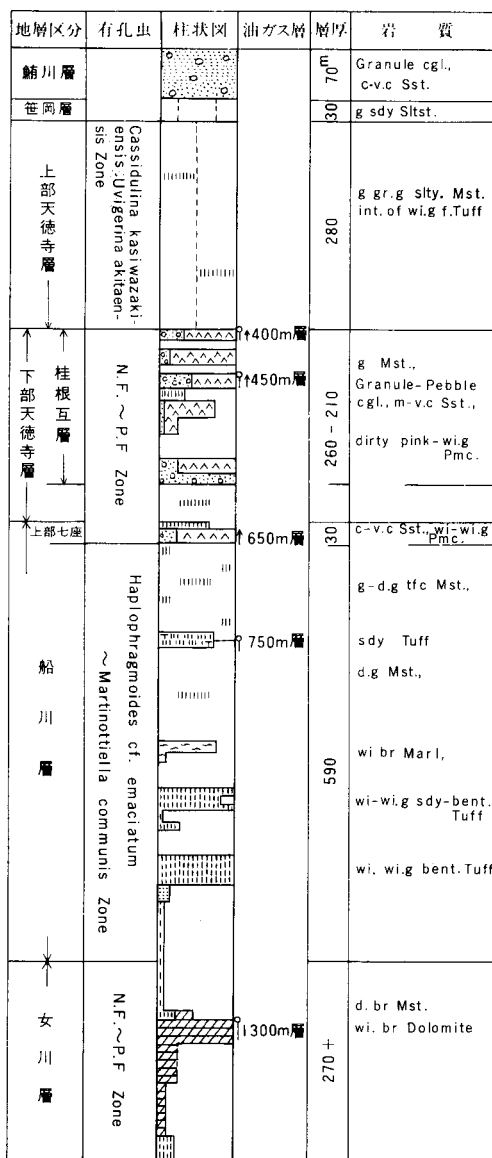 地層区分 有孔虫 柱状図 油ガス層 層厚 岩質
鮪川層
70m
Granule cgl.,
c-v.c Sst.
笹岡層
30
g sdy Sltst.
上部天徳寺層
Cassidulina kasiwazaki-
ensis:Uvigerina akitaen-
sis Zone
280
g gr.g slty. Mst.
int. of wi.g f.Tuff
下部天徳寺層
桂根互層
N.F.～P.F Zone
400m層
450m層
260-210
g Mst.,
Granule-Pebble
cgl., m-v.c Sst.,
dirty pink-wi.g
Pmc.
上部七座
650m層
30
c-v.c Sst., wi-wi.g
Pmc.
船川層
Haplophragmoides cf. emaciatum
～Martinottiella communis Zone
750m層
590
g-d.g tfc Mst.,
sdy Tuff
d.g Mst.,
wi br Marl,
wi-wi.g sdy-bent.
Tuff
wi. wi.g bent.Tuff
女川層
N.F.～P.F Zone
1300m層
270+
d. br Mst.
wi. br Dolomite